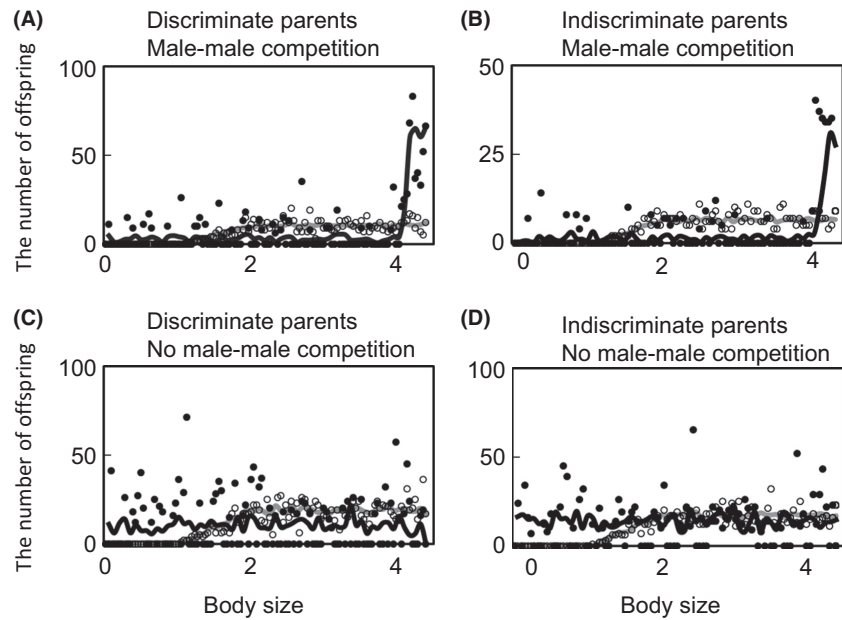 (A)
Discriminate parents
Male-male competition
The number of offspring
100
50
0
0
2
4
(B)
Indiscriminate parents
Male-male competition
50
25
0
0
2
4
(C)
Discriminate parents
No male-male competition
The number of offspring
100
50
0
0
2
4
Body size
(D)
Indiscriminate parents
No male-male competition
100
50
0
0
2
4
Body size